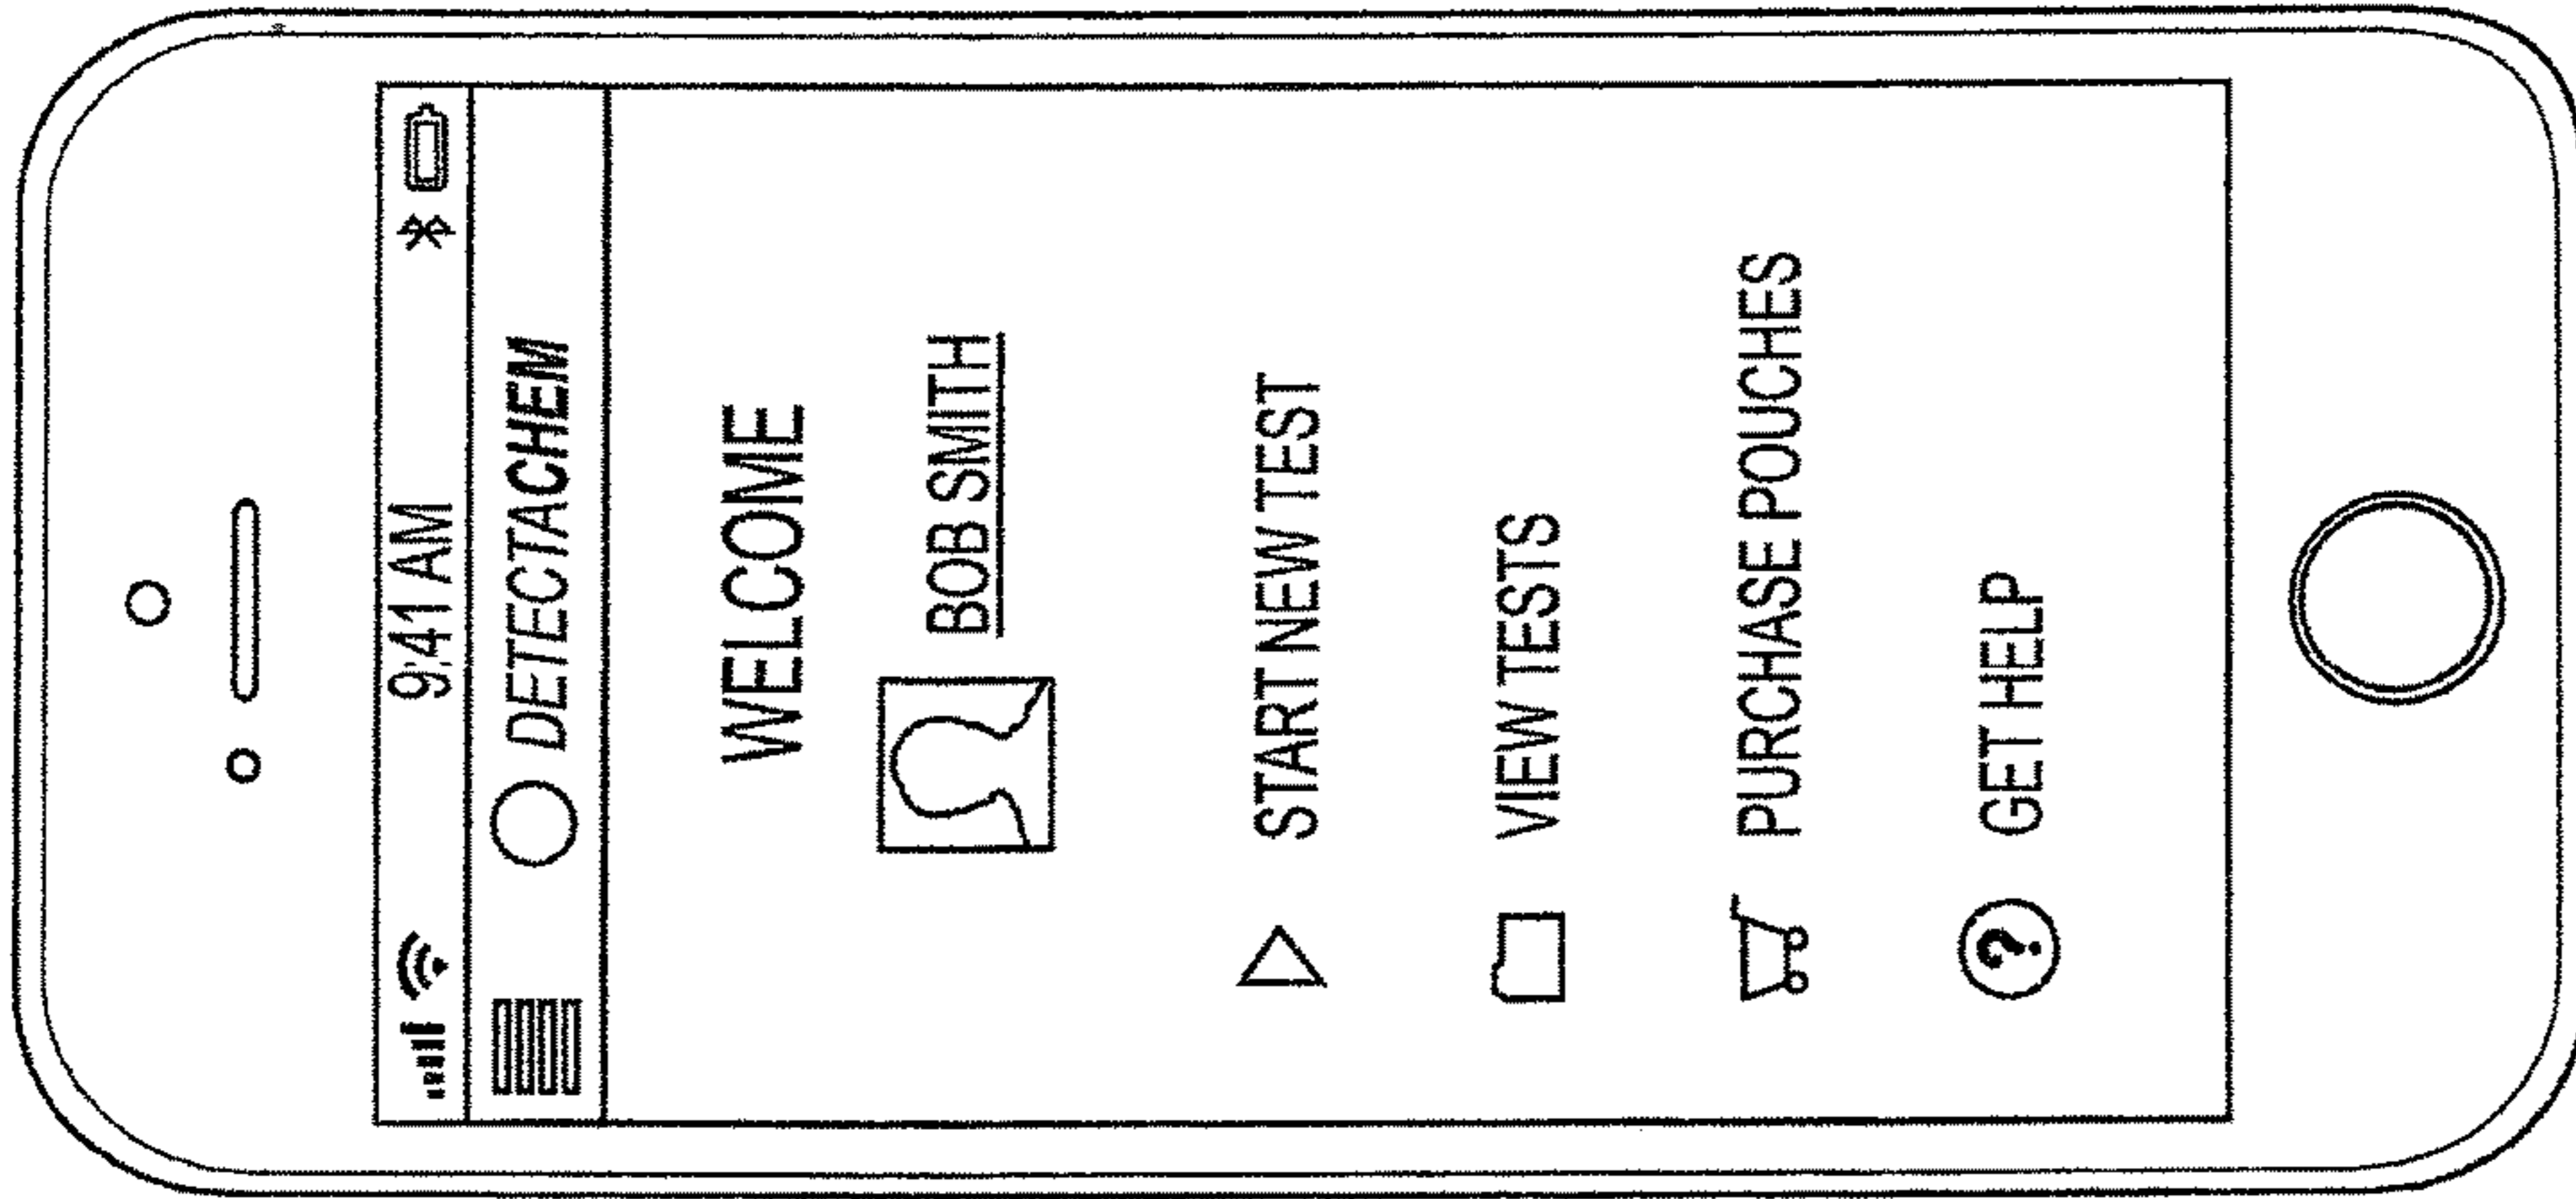 9:41 AM
DETECTACHEM
WELCOME
BOB SMITH
START NEW TEST
VIEW TESTS
PURCHASE POUCHES
? GET HELP